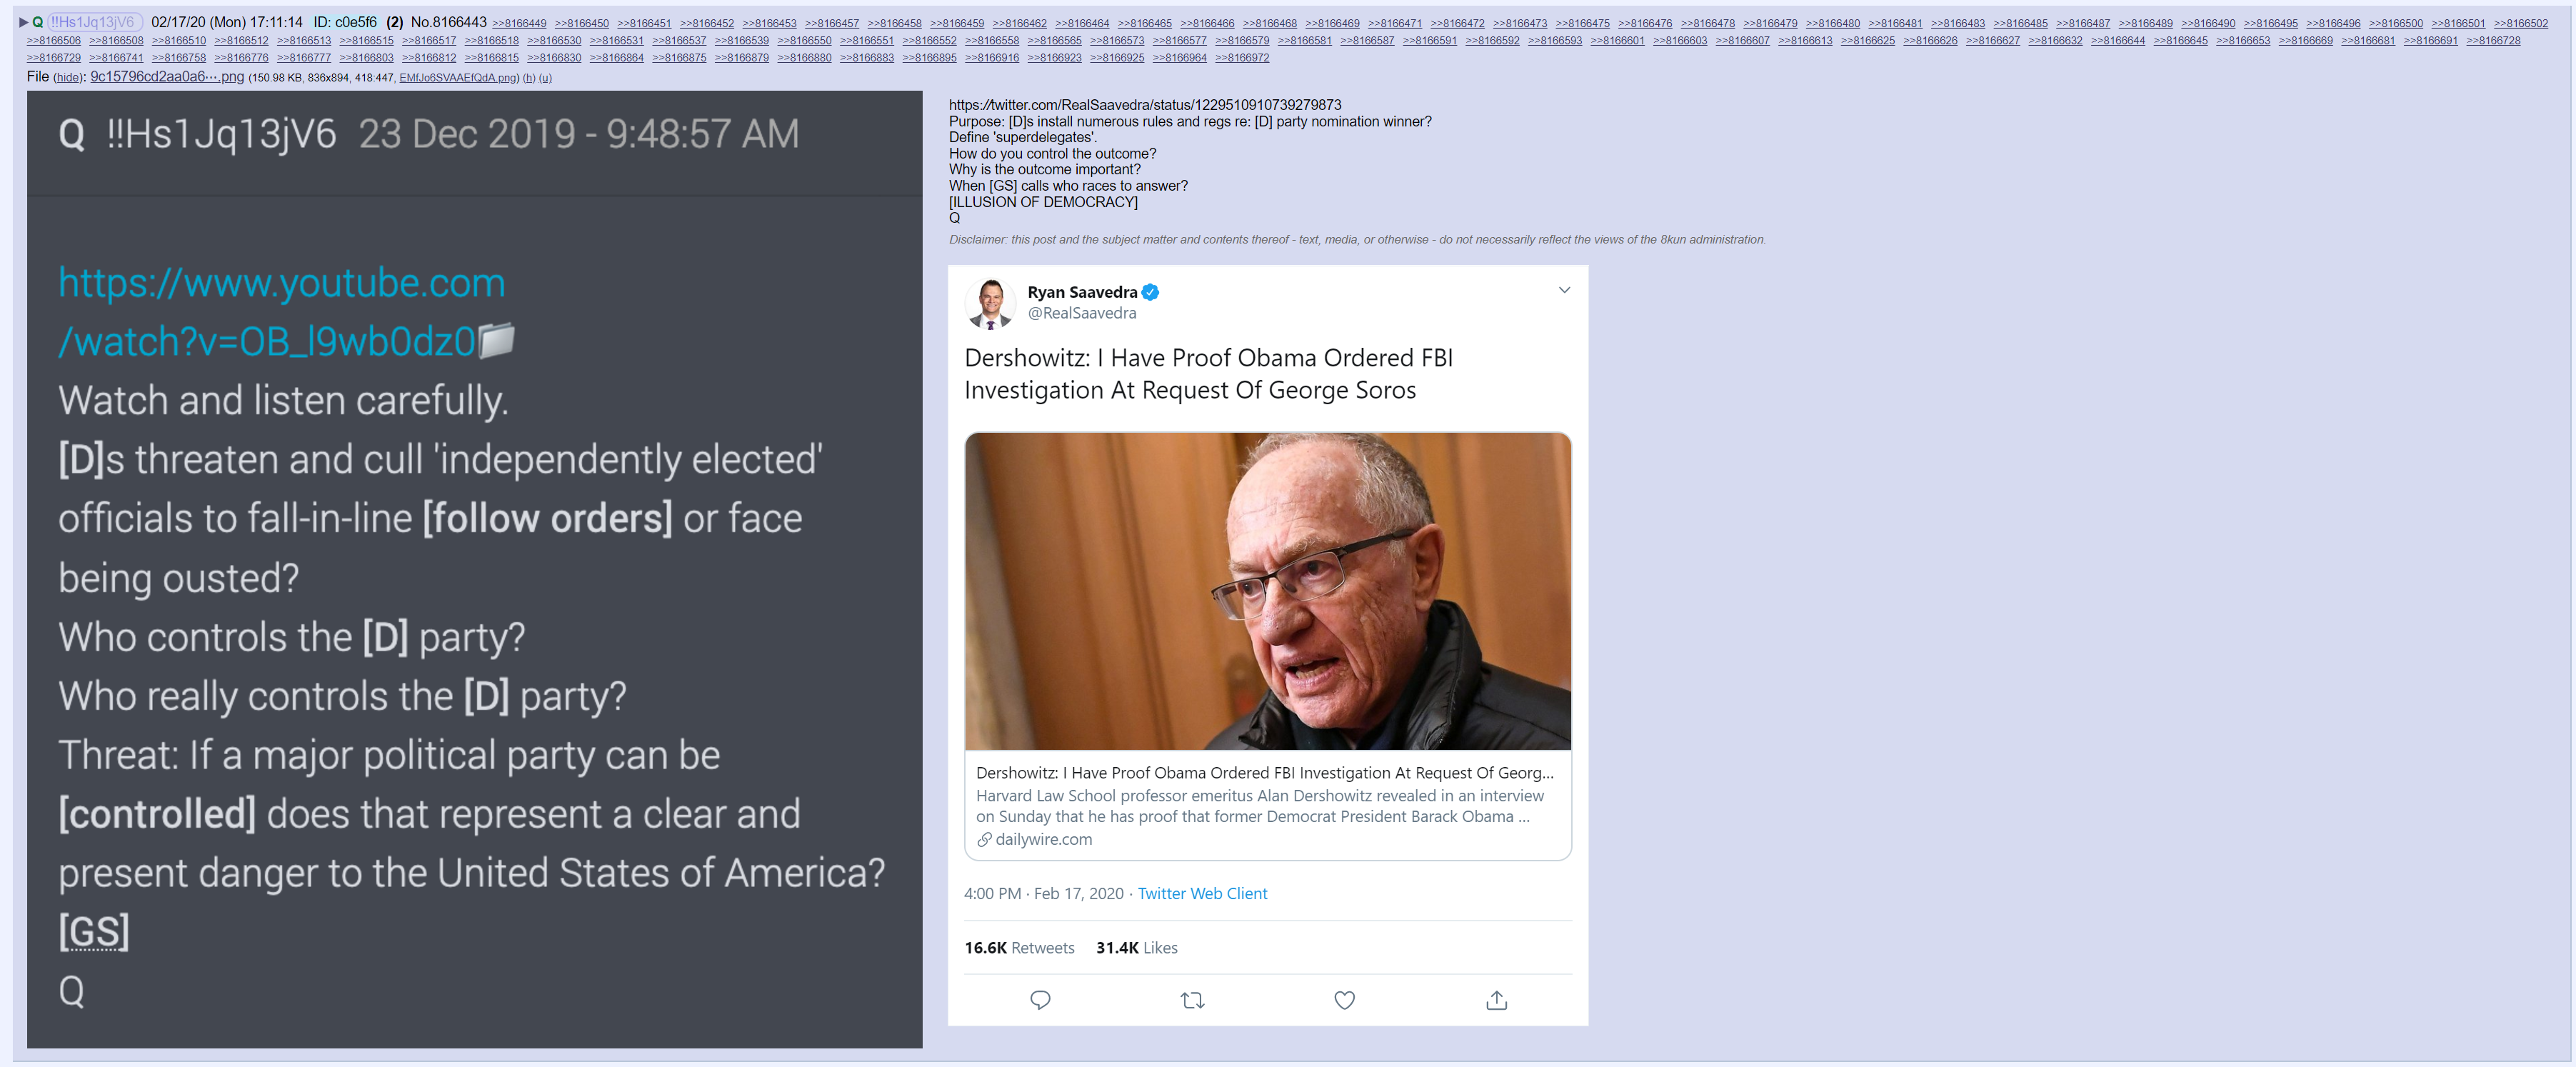 ▶ Q !!Hs1Jq13jV6 02/17/20 (Mon) 17:11:14 ID: c0e5f6 (2) No.8166443 >>8166449 >>8166450 >>8166451 >>8166452 >>8166453 >>8166457 >>8166458 >>8166459 >>8166462 >>8166464 >>8166465 >>8166466 >>8166468 >>8166469 >>8166471 >>8166472 >>8166473 >>8166475 >>8166476 >>8166478 >>8166479 >>8166480 >>8166481 >>8166483 >>8166485 >>8166487 >>8166489 >>8166490 >>8166495 >>8166496 >>8166500 >>8166501 >>8166502
>>8166506 >>8166508 >>8166510 >>8166512 >>8166513 >>8166515 >>8166517 >>8166518 >>8166530 >>8166531 >>8166537 >>8166539 >>8166550 >>8166551 >>8166552 >>8166558 >>8166565 >>8166573 >>8166577 >>8166579 >>8166581 >>8166587 >>8166591 >>8166592 >>8166593 >>8166601 >>8166603 >>8166607 >>8166613 >>8166625 >>8166626 >>8166627 >>8166632 >>8166644 >>8166645 >>8166653 >>8166669 >>8166681 >>8166691 >>8166728
>>8166729 >>8166741 >>8166758 >>8166776 >>8166777 >>8166803 >>8166812 >>8166815 >>8166830 >>8166864 >>8166875 >>8166879 >>8166880 >>8166883 >>8166895 >>8166916 >>8166923 >>8166925 >>8166964 >>8166972
File (hide): 9c15796cd2aa0a6⋯.png (150.98 KB, 836x894, 418:447, EMfJo6SVAAEfQdA.png) (h) (u)
Q !!Hs1Jq13jV6 23 Dec 2019 - 9:48:57 AM
https://www.youtube.com
/watch?v=OB_l9wb0dz0
Watch and listen carefully.
[D]s threaten and cull 'independently elected'
officials to fall-in-line [follow orders] or face
being ousted?
Who controls the [D] party?
Who really controls the [D] party?
Threat: If a major political party can be
[controlled] does that represent a clear and
present danger to the United States of America?
[GS]
Q
https://twitter.com/RealSaavedra/status/1229510910739279873
Purpose: [D]s install numerous rules and regs re: [D] party nomination winner?
Define 'superdelegates'.
How do you control the outcome?
Why is the outcome important?
When [GS] calls who races to answer?
[ILLUSION OF DEMOCRACY]
Q
Disclaimer: this post and the subject matter and contents thereof - text, media, or otherwise - do not necessarily reflect the views of the 8kun administration.
Ryan Saavedra
@RealSaavedra
Dershowitz: I Have Proof Obama Ordered FBI
Investigation At Request Of George Soros
Dershowitz: I Have Proof Obama Ordered FBI Investigation At Request Of Georg...
Harvard Law School professor emeritus Alan Dershowitz revealed in an interview
on Sunday that he has proof that former Democrat President Barack Obama ...
dailywire.com
4:00 PM · Feb 17, 2020 · Twitter Web Client
16.6K Retweets 31.4K Likes